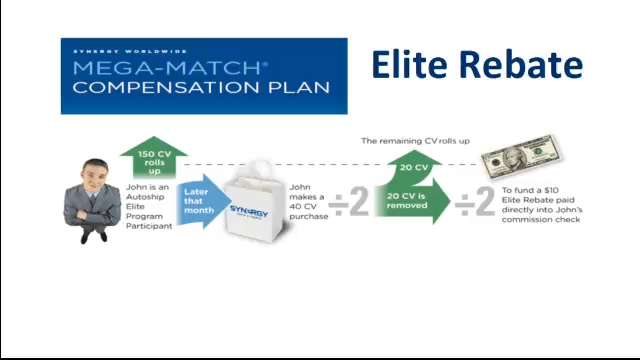 SYNERGY WORLDWIDE
MEGA-MATCH®
COMPENSATION PLAN
Elite Rebate
The remaining CV rolls up
150 CV
rolls
up
20 CV
John is an
Autoship
Elite
Program
Participant
Later
that
month
SYNERGY
John
makes a
40 CV
purchase
÷2
20 CV is
removed
÷2
To fund a $10
Elite Rebate paid
directly into John's
commission check